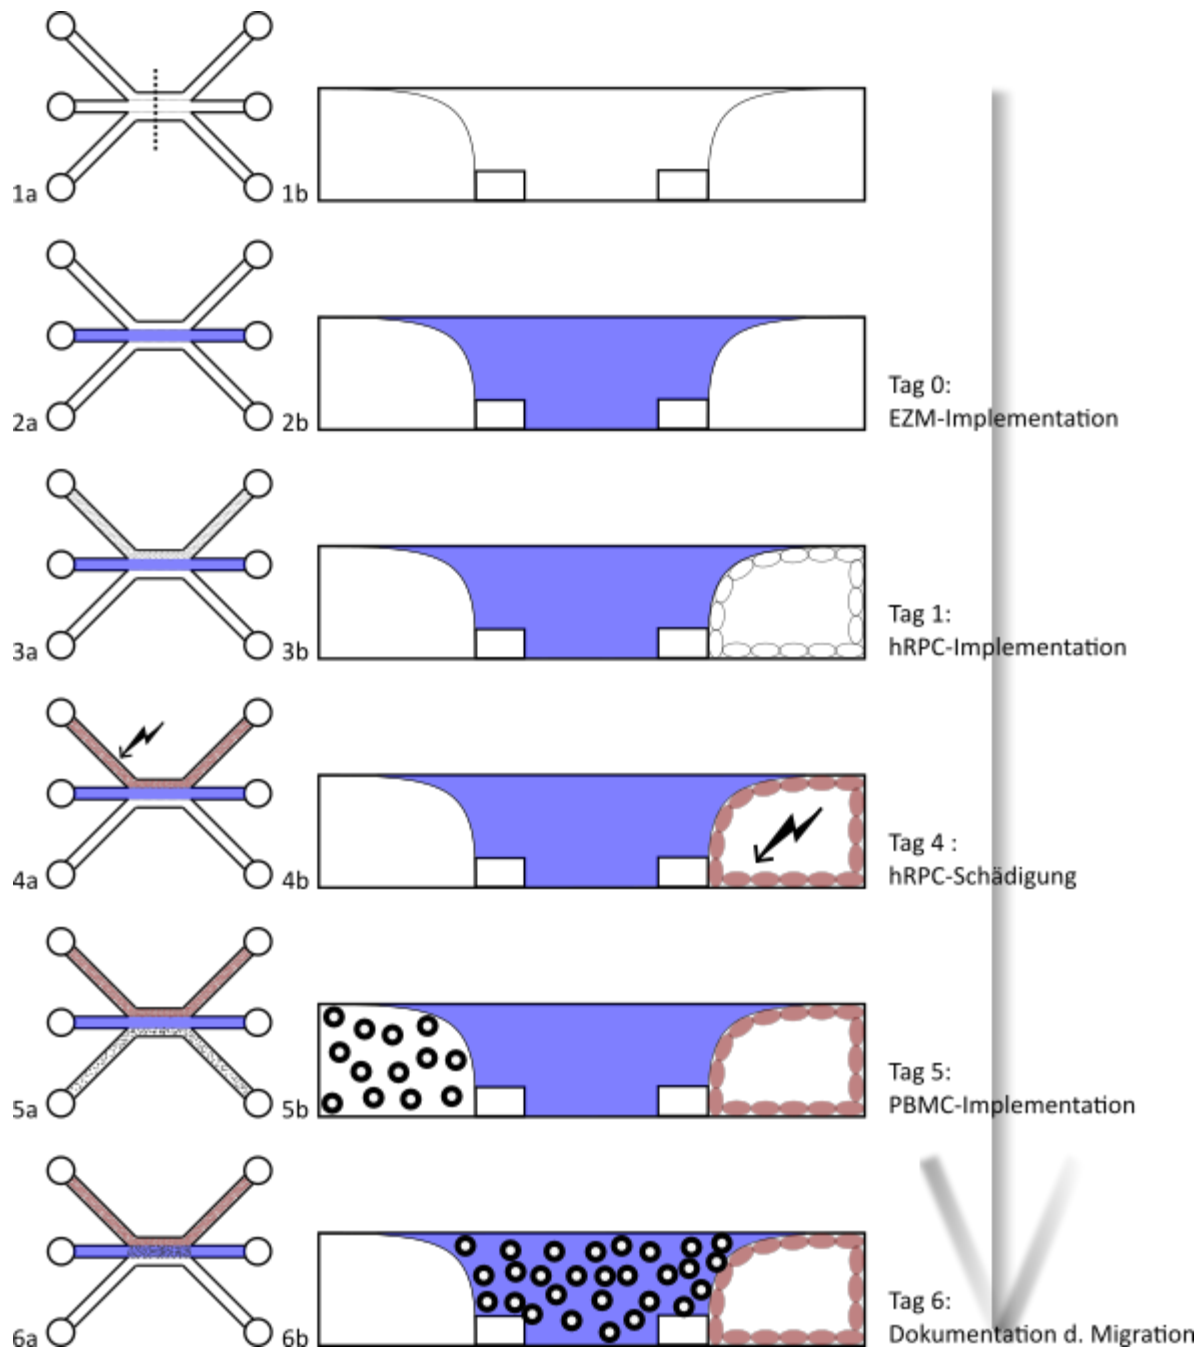 1a
1b
2a
2b
Tag 0:
EZM-Implementation
3a
3b
Tag 1:
hRPC-Implementation
4a
4b
Tag 4 :
hRPC-Schädigung
5a
5b
Tag 5:
PBMC-Implementation
6a
6b
Tag 6:
Dokumentation d. Migration